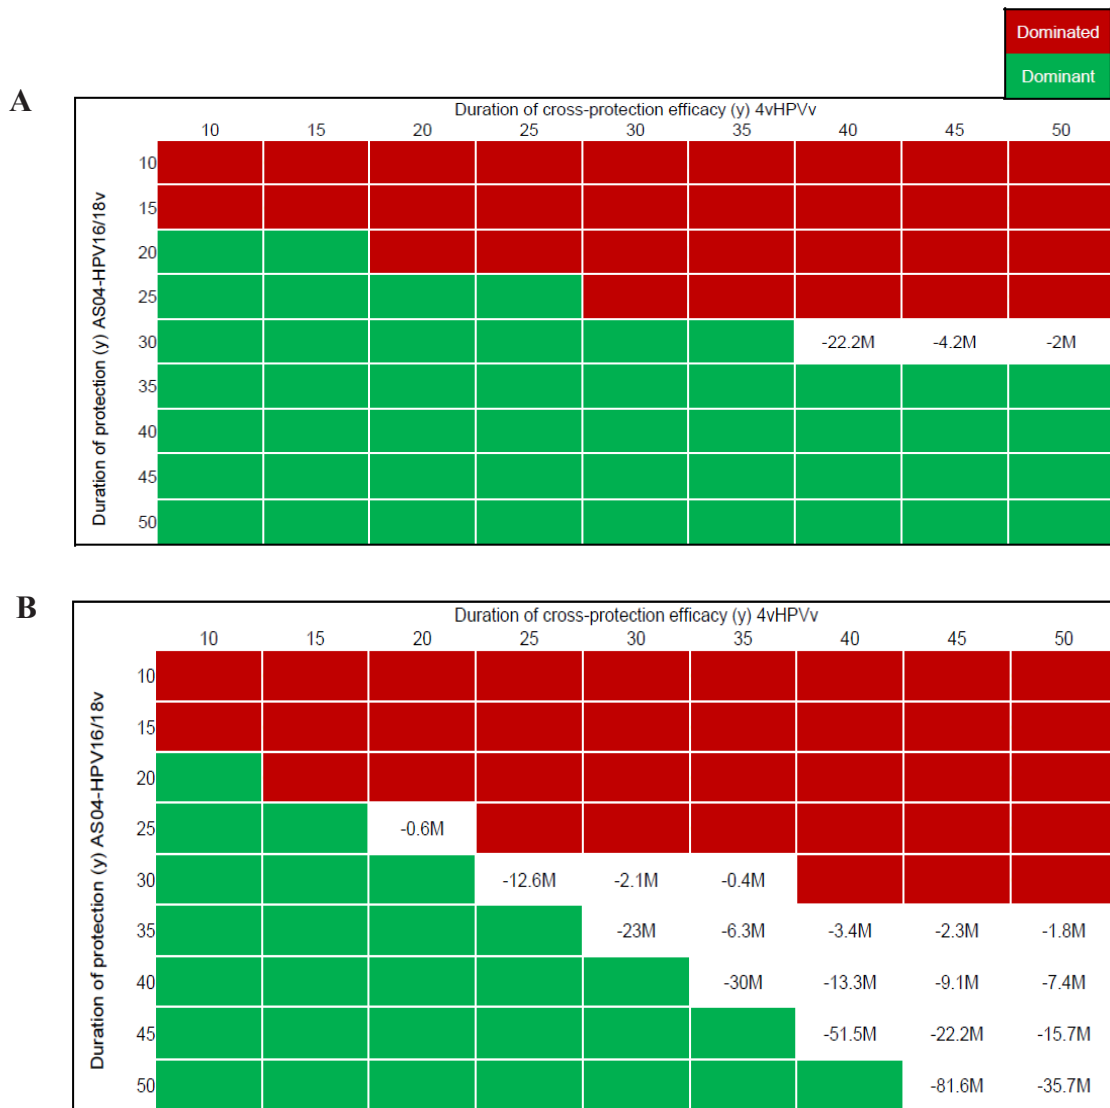 Dominated
Dominant
A
Duration of cross-protection efficacy (y) 4vHPVv
10 15 20 25 30 35 40 45 50
Duration of protection (y) AS04-HPV16/18v
10
15
20
25
30 -22.2M -4.2M -2M
35
40
45
50
B
Duration of cross-protection efficacy (y) 4vHPVv
10 15 20 25 30 35 40 45 50
Duration of protection (y) AS04-HPV16/18v
10
15
20
25 -0.6M
30 -12.6M -2.1M -0.4M
35 -23M -6.3M -3.4M -2.3M -1.8M
40 -30M -13.3M -9.1M -7.4M
45 -51.5M -22.2M -15.7M
50 -81.6M -35.7M